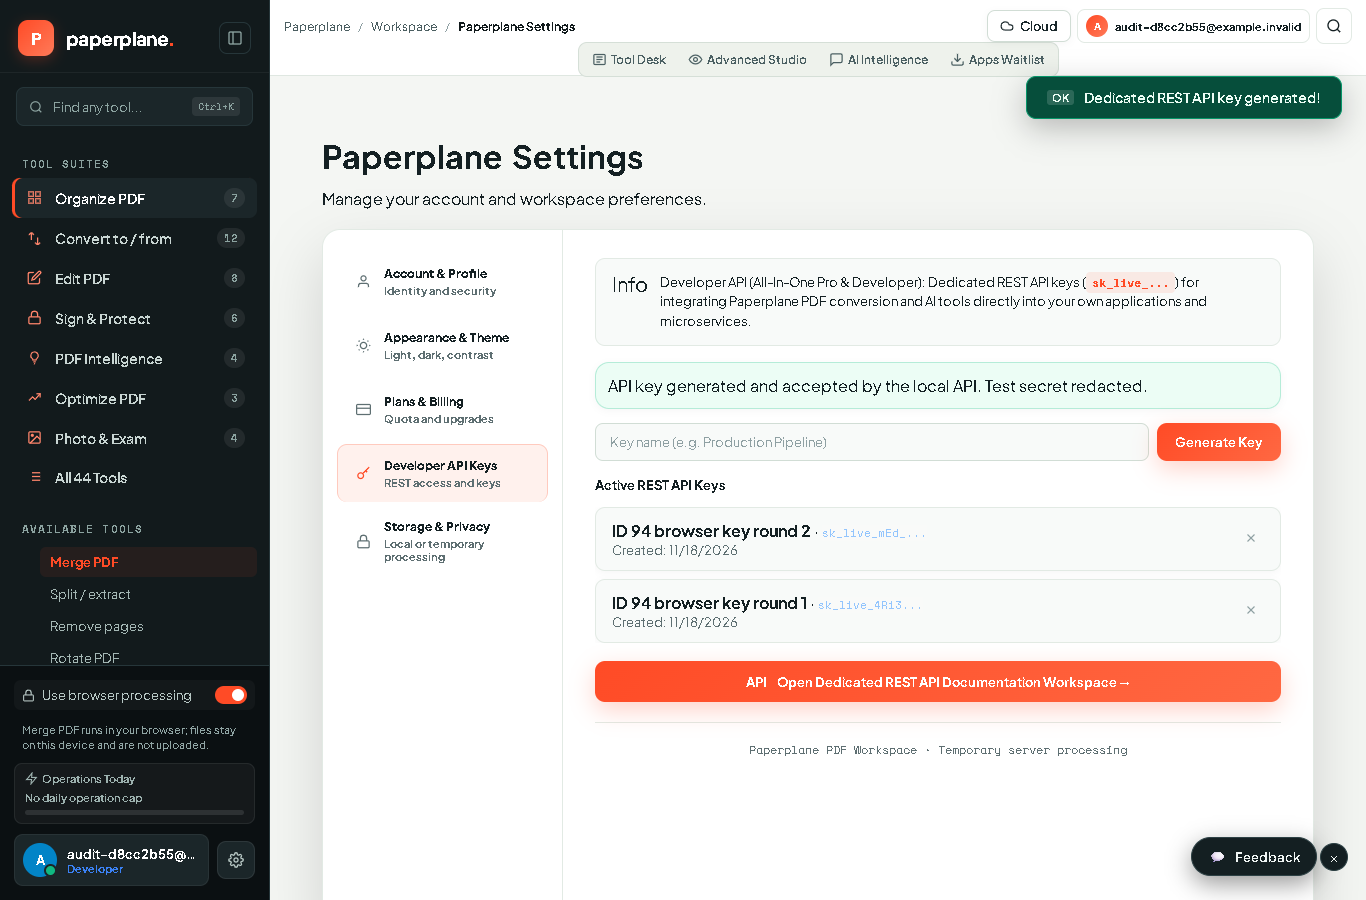 P paperplane.
Find any tool... Ctrl+K
TOOL SUITES
Organize PDF 7
Convert to / from 12
Edit PDF 8
Sign & Protect 6
PDF Intelligence 4
Optimize PDF 3
Photo & Exam 4
All 44 Tools
AVAILABLE TOOLS
Merge PDF
Split / extract
Remove pages
Rotate PDF
Use browser processing
Merge PDF runs in your browser; files stay
on this device and are not uploaded.
Operations Today
No daily operation cap
A audit-d8cc2b55@...
Developer
Paperplane / Workspace / Paperplane Settings
Cloud
A audit-d8cc2b55@example.invalid
Tool Desk Advanced Studio AI Intelligence Apps Waitlist
OK Dedicated REST API key generated!
Paperplane Settings
Manage your account and workspace preferences.
Account & Profile
Identity and security
Appearance & Theme
Light, dark, contrast
Plans & Billing
Quota and upgrades
Developer API Keys
REST access and keys
Storage & Privacy
Local or temporary
processing
Info Developer API (All-In-One Pro & Developer): Dedicated REST API keys ( sk_live_... ) for
integrating Paperplane PDF conversion and AI tools directly into your own applications and
microservices.
API key generated and accepted by the local API. Test secret redacted.
Key name (e.g. Production Pipeline) Generate Key
Active REST API Keys
ID 94 browser key round 2 · sk_live_mEd_... ×
Created: 11/18/2026
ID 94 browser key round 1 · sk_live_4Ri3... ×
Created: 11/18/2026
API Open Dedicated REST API Documentation Workspace →
Paperplane PDF Workspace · Temporary server processing
Feedback ×